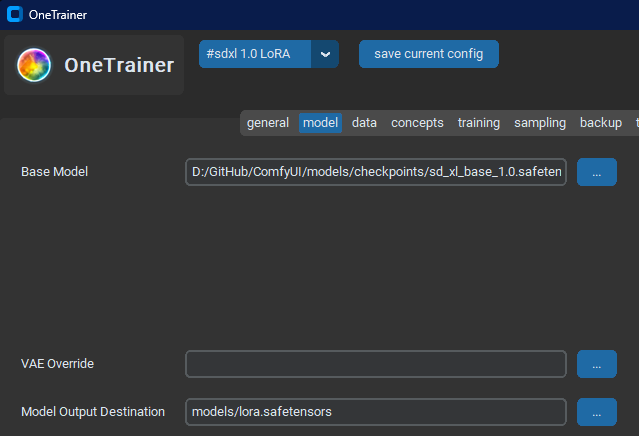 OneTrainer
OneTrainer
#sdxl 1.0 LoRA
save current config
general model data concepts training sampling backup
Base Model
D:/GitHub/ComfyUI/models/checkpoints/sd_xl_base_1.0.safeten
...
VAE Override
...
Model Output Destination
models/lora.safetensors
...